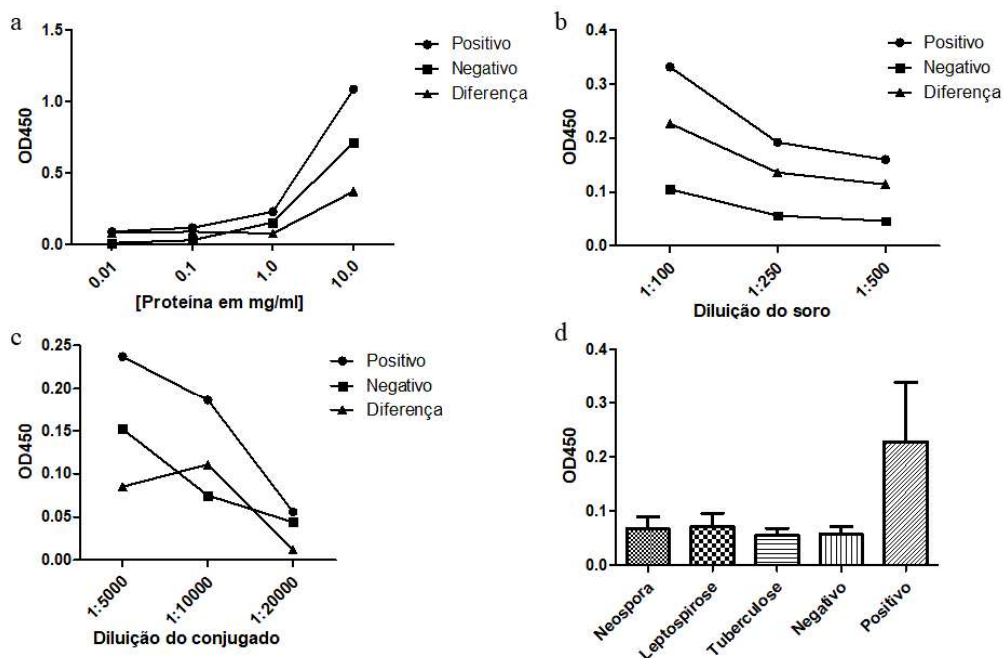 a
1.5
1.0
0.5
0.0
OD450
0.01
0.1
1.0
10.0
[Proteína em mg/ml]
Positivo
Negativo
Diferença
b
0.4
0.3
0.2
0.1
0.0
OD450
1:100
1:250
1:500
Diluição do soro
Positivo
Negativo
Diferença
c
0.25
0.20
0.15
0.10
0.05
0.00
OD450
1:5000
1:10000
1:20000
Diluição do conjugado
Positivo
Negativo
Diferença
d
0.4
0.3
0.2
0.1
0.0
OD450
Neospora
Leptospirose
Tuberculose
Negativo
Positivo